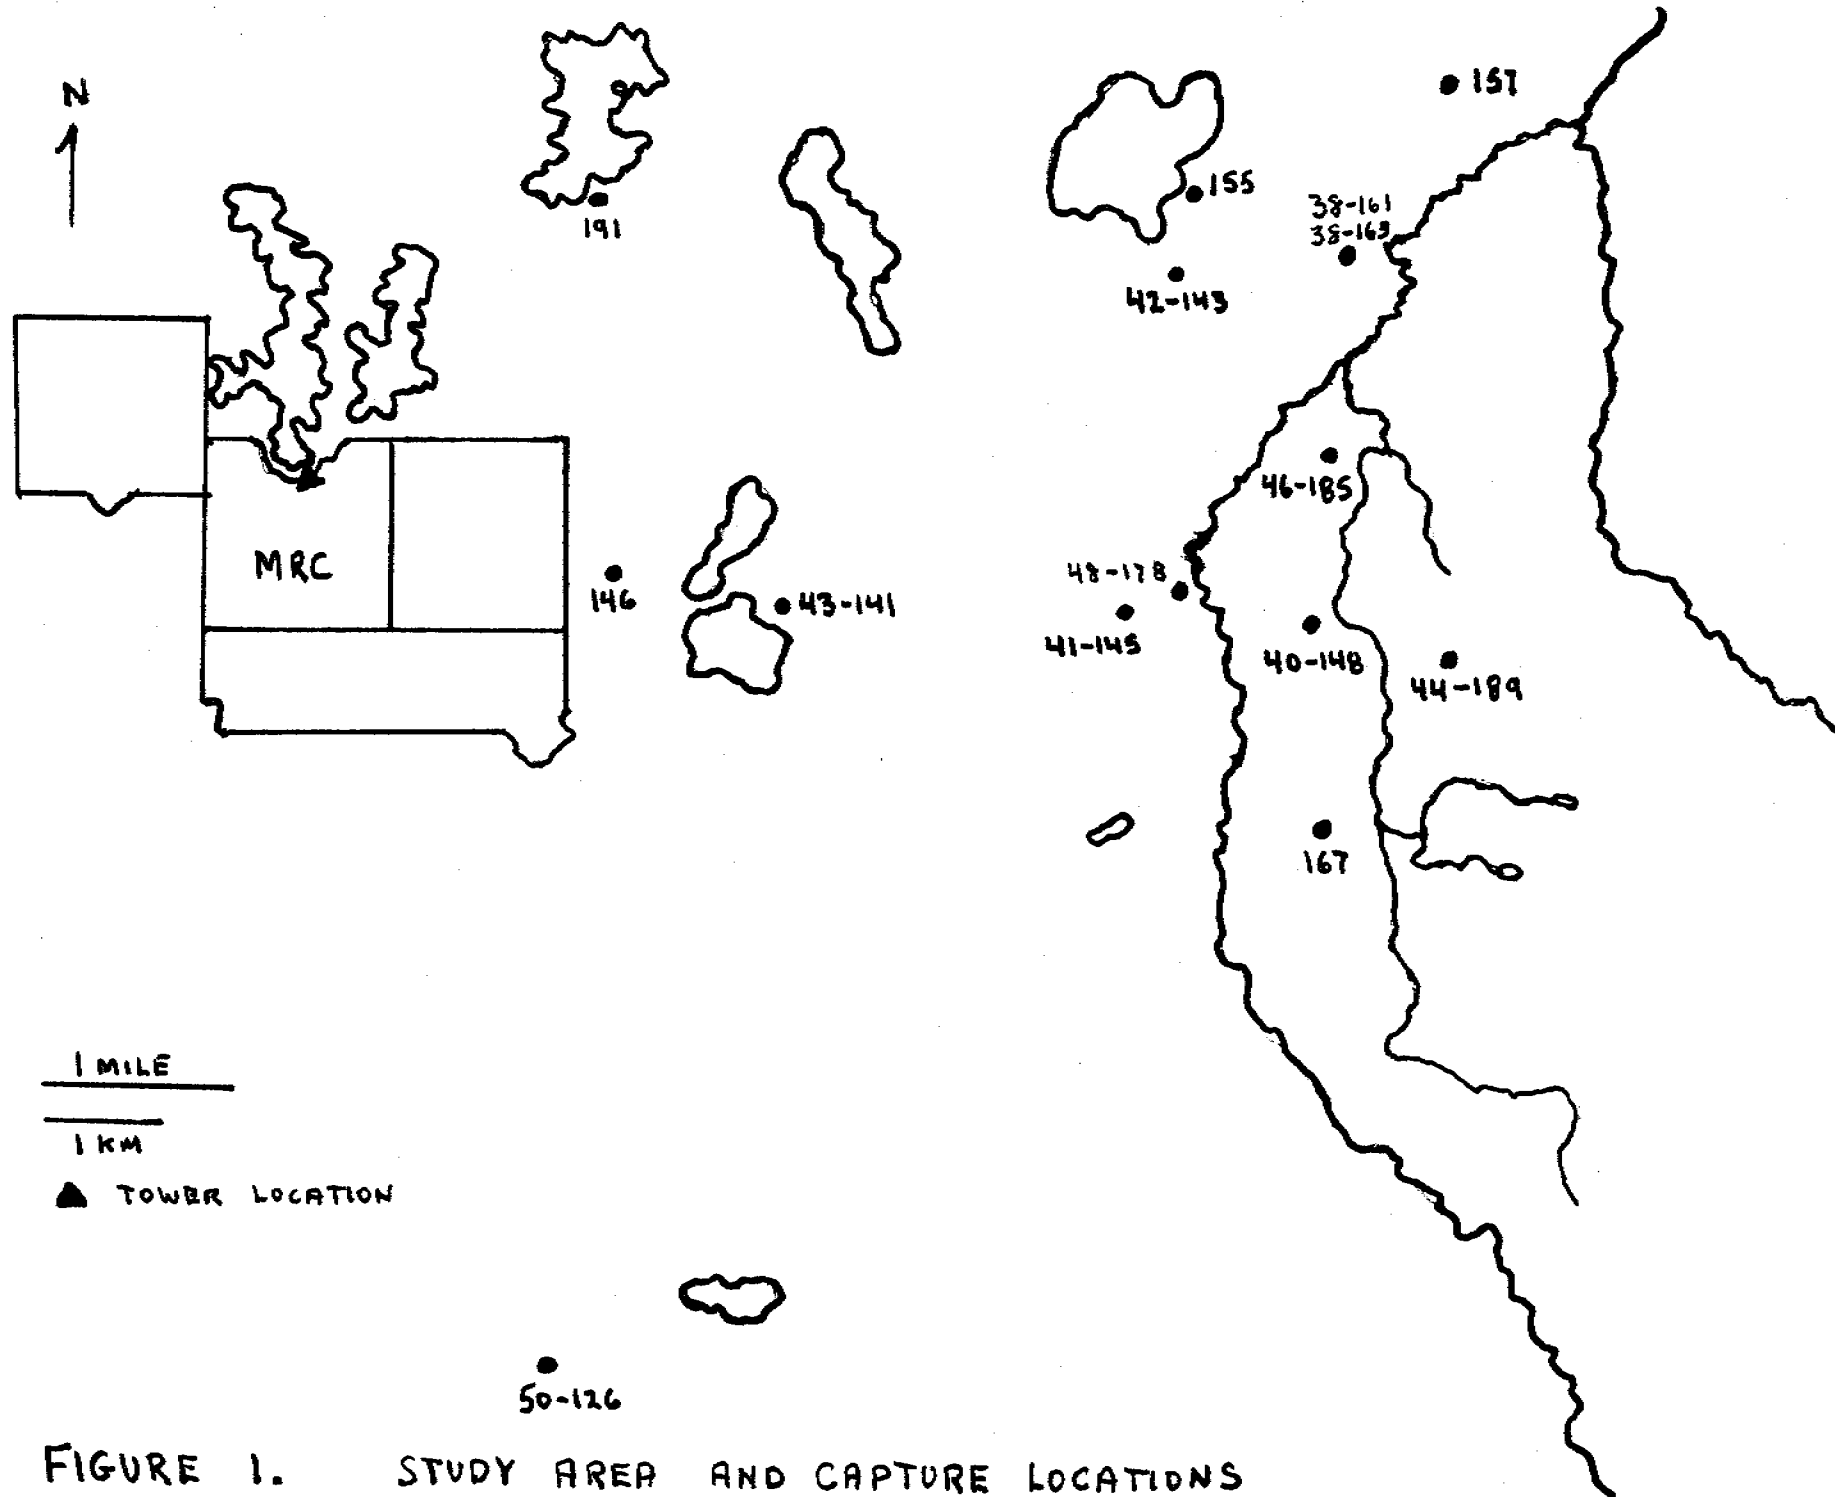 N
157
155
38-161
38-163
191
42-143
46-185
MRC
48-178
146
43-141
41-145
40-148
44-189
167
1 MILE
1 KM
TOWER LOCATION
50-126
FIGURE 1. STUDY AREA AND CAPTURE LOCATIONS